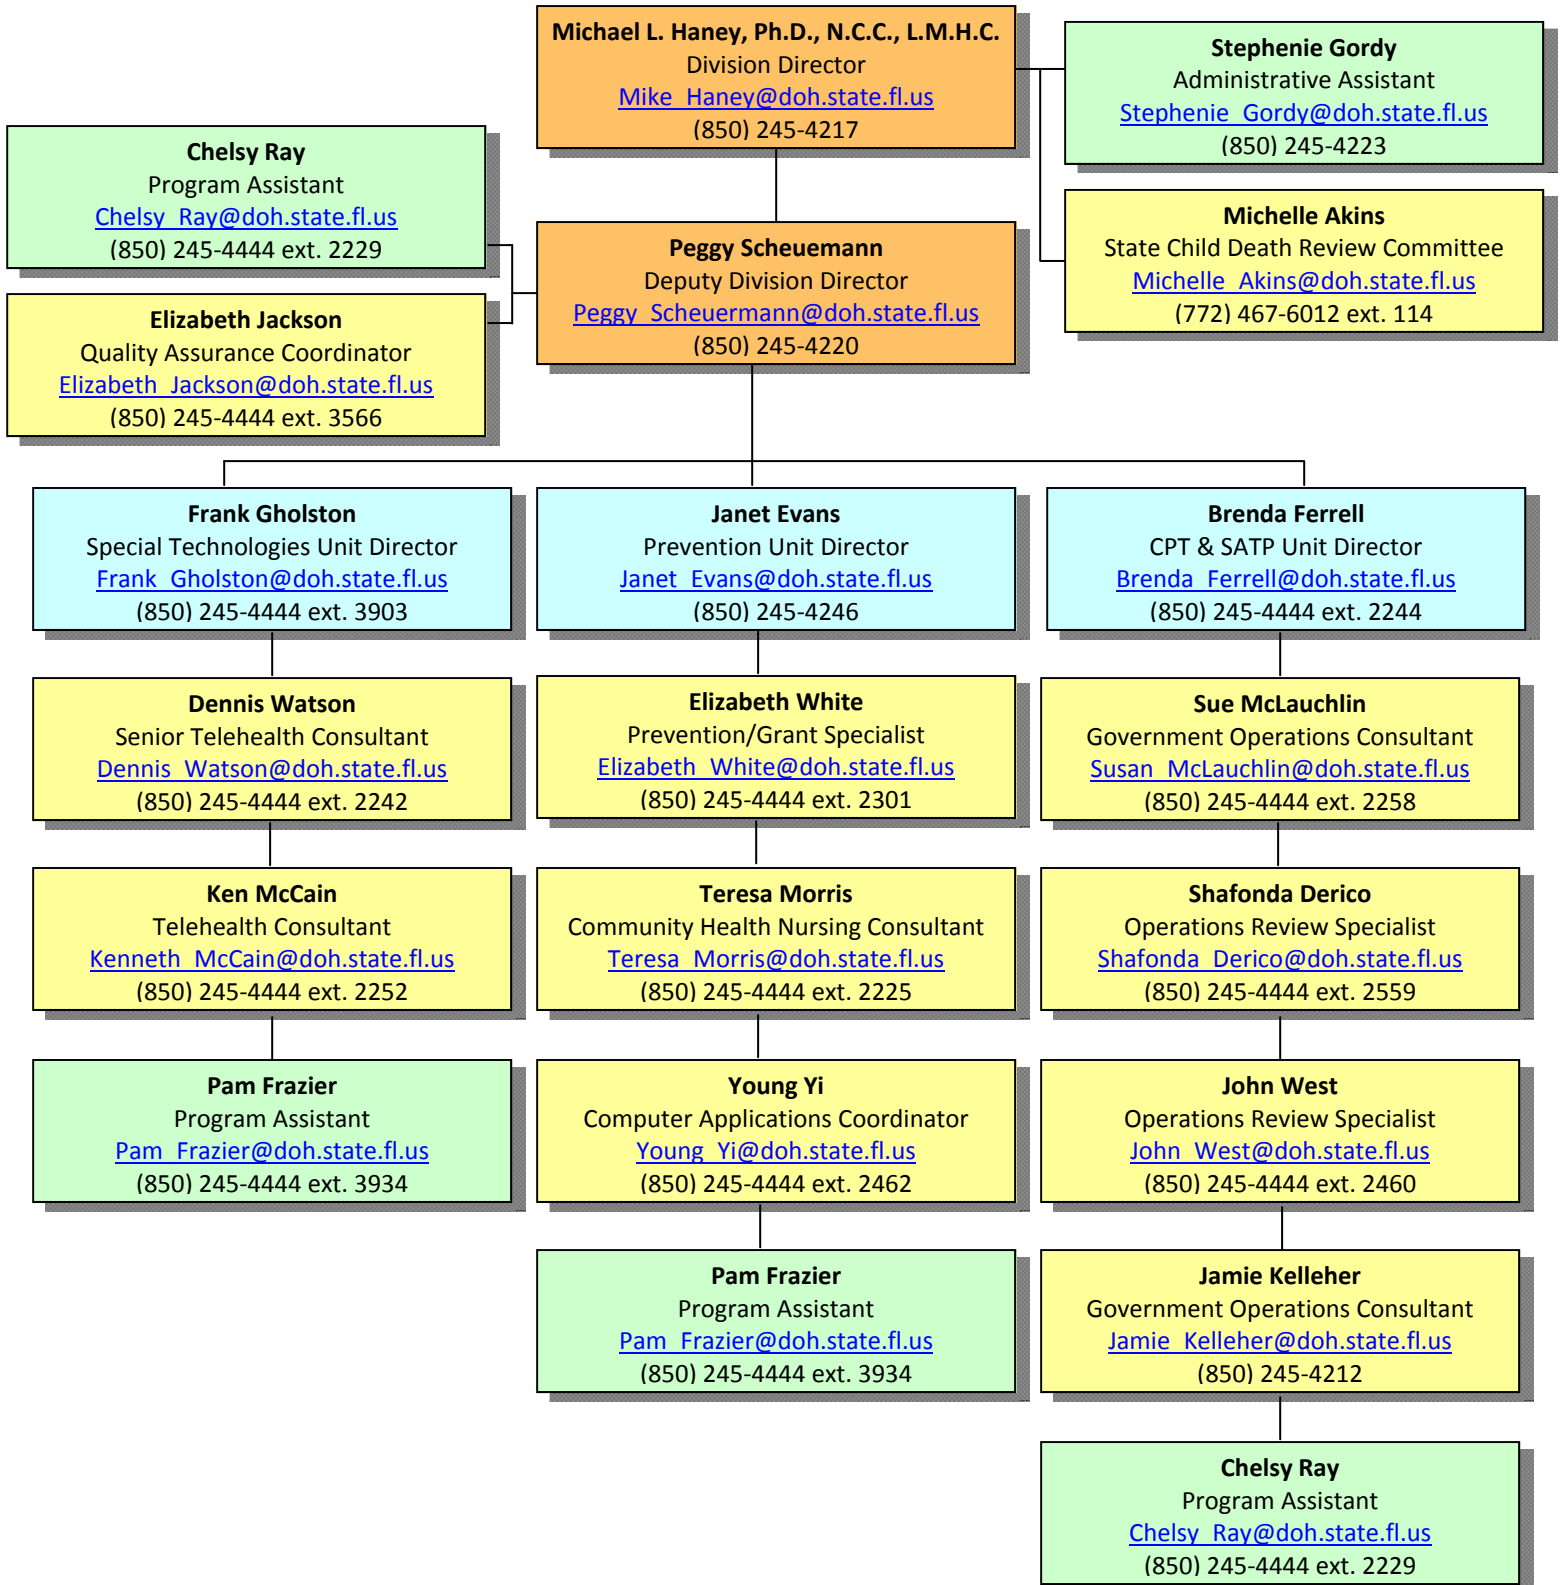 Michael L. Haney, Ph.D., N.C.C., L.M.H.C.
Division Director
Mike_Haney@doh.state.fl.us
(850) 245-4217
Stephenie Gordy
Administrative Assistant
Stephenie_Gordy@doh.state.fl.us
(850) 245-4223
Chelsy Ray
Program Assistant
Chelsy_Ray@doh.state.fl.us
(850) 245-4444 ext. 2229
Michelle Akins
State Child Death Review Committee
Michelle_Akins@doh.state.fl.us
(772) 467-6012 ext. 114
Peggy Scheuemann
Deputy Division Director
Peggy_Scheuermann@doh.state.fl.us
(850) 245-4220
Elizabeth Jackson
Quality Assurance Coordinator
Elizabeth_Jackson@doh.state.fl.us
(850) 245-4444 ext. 3566
Frank Gholston
Special Technologies Unit Director
Frank_Gholston@doh.state.fl.us
(850) 245-4444 ext. 3903
Janet Evans
Prevention Unit Director
Janet_Evans@doh.state.fl.us
(850) 245-4246
Brenda Ferrell
CPT & SATP Unit Director
Brenda_Ferrell@doh.state.fl.us
(850) 245-4444 ext. 2244
Dennis Watson
Senior Telehealth Consultant
Dennis_Watson@doh.state.fl.us
(850) 245-4444 ext. 2242
Elizabeth White
Prevention/Grant Specialist
Elizabeth_White@doh.state.fl.us
(850) 245-4444 ext. 2301
Sue McLauchlin
Government Operations Consultant
Susan_McLauchlin@doh.state.fl.us
(850) 245-4444 ext. 2258
Ken McCain
Telehealth Consultant
Kenneth_McCain@doh.state.fl.us
(850) 245-4444 ext. 2252
Teresa Morris
Community Health Nursing Consultant
Teresa_Morris@doh.state.fl.us
(850) 245-4444 ext. 2225
Shafonda Derico
Operations Review Specialist
Shafonda_Derico@doh.state.fl.us
(850) 245-4444 ext. 2559
Pam Frazier
Program Assistant
Pam_Frazier@doh.state.fl.us
(850) 245-4444 ext. 3934
Young Yi
Computer Applications Coordinator
Young_Yi@doh.state.fl.us
(850) 245-4444 ext. 2462
John West
Operations Review Specialist
John_West@doh.state.fl.us
(850) 245-4444 ext. 2460
Pam Frazier
Program Assistant
Pam_Frazier@doh.state.fl.us
(850) 245-4444 ext. 3934
Jamie Kelleher
Government Operations Consultant
Jamie_Kelleher@doh.state.fl.us
(850) 245-4212
Chelsy Ray
Program Assistant
Chelsy_Ray@doh.state.fl.us
(850) 245-4444 ext. 2229